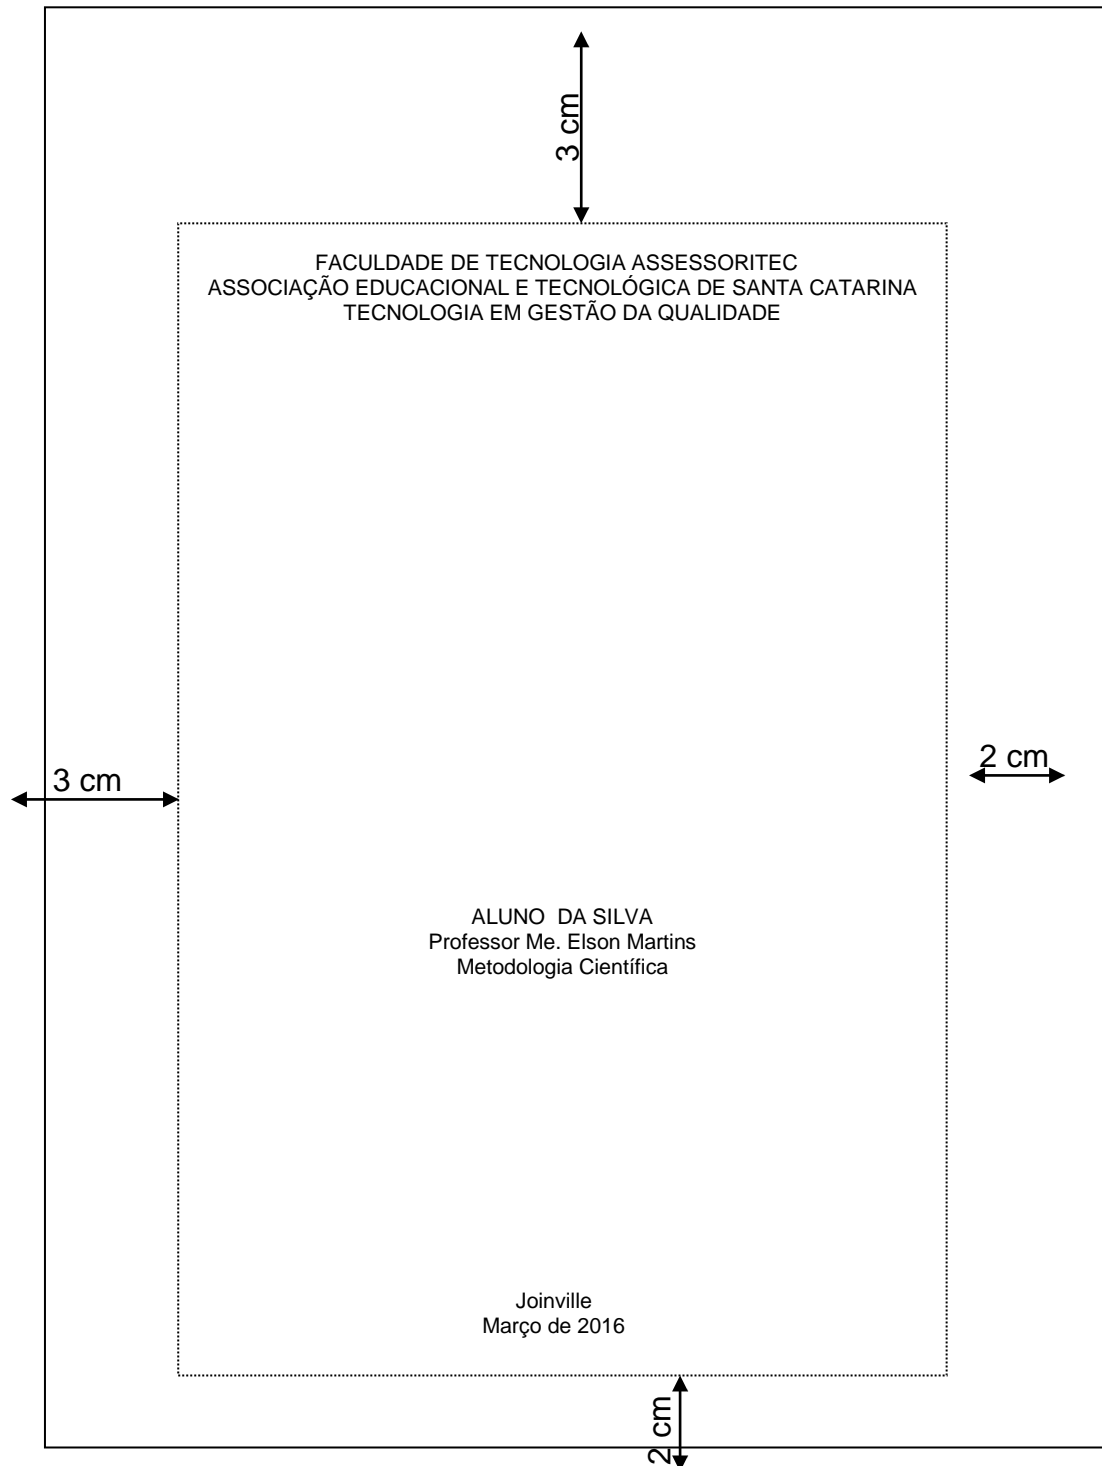 3 cm
FACULDADE DE TECNOLOGIA ASSESSORITEC
ASSOCIAÇÃO EDUCACIONAL E TECNOLÓGICA DE SANTA CATARINA
TECNOLOGIA EM GESTÃO DA QUALIDADE
2 cm
3 cm
ALUNO  DA SILVA
Professor Me. Elson Martins
Metodologia Científica
Joinville
Março de 2016
2 cm